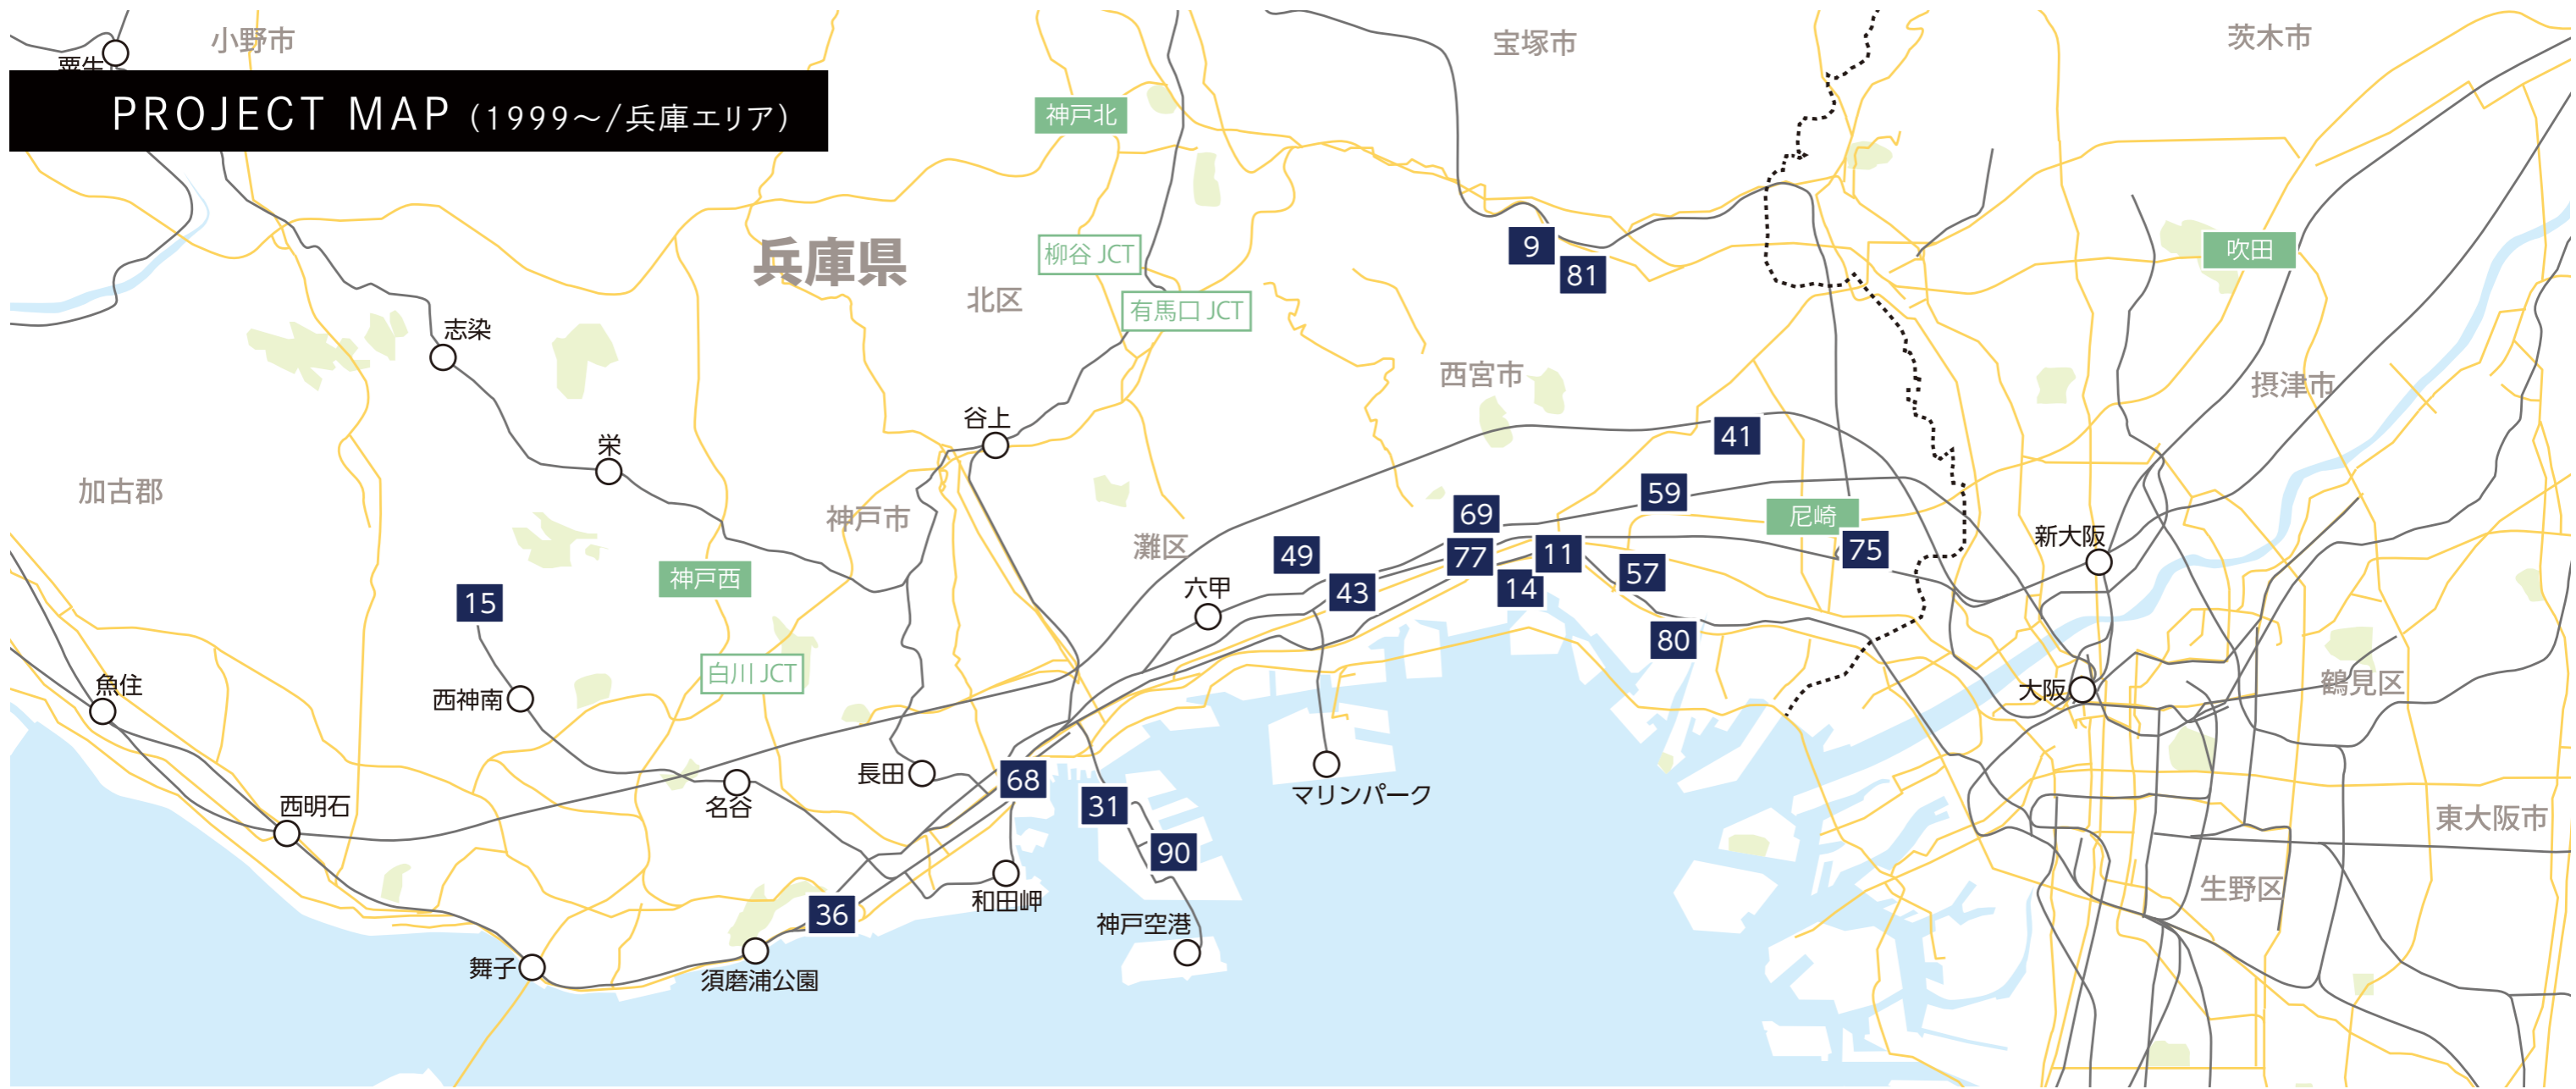 小野市
宝塚市
茨木市
粟生
PROJECT MAP (1999〜/兵庫エリア)
神戸北
兵庫県
柳谷 JCT
9
吹田
81
北区
有馬口 JCT
志染
西宮市
摂津市
谷上
41
栄
加古郡
59
神戸市
69
尼崎
灘区
49
77
11
75
新大阪
神戸西
57
15
六甲
43
14
80
白川 JCT
魚住
西神南
大阪
鶴見区
長田
68
マリンパーク
西明石
名谷
31
東大阪市
90
生野区
36
和田岬
神戸空港
舞子
須磨浦公園